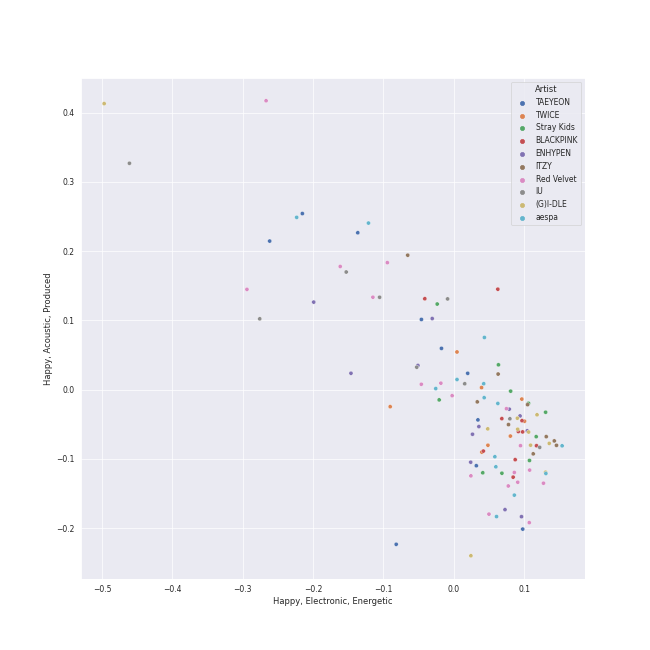 Artist
TAEYEON
TWICE
Stray Kids
BLACKPINK
ENHYPEN
ITZY
Red Velvet
IU
(G)I-DLE
aespa
0.4
0.3
0.2
0.1
0.0
−0.1
−0.2
Happy, Acoustic, Produced
−0.5 −0.4 −0.3 −0.2 −0.1 0.0 0.1
Happy, Electronic, Energetic